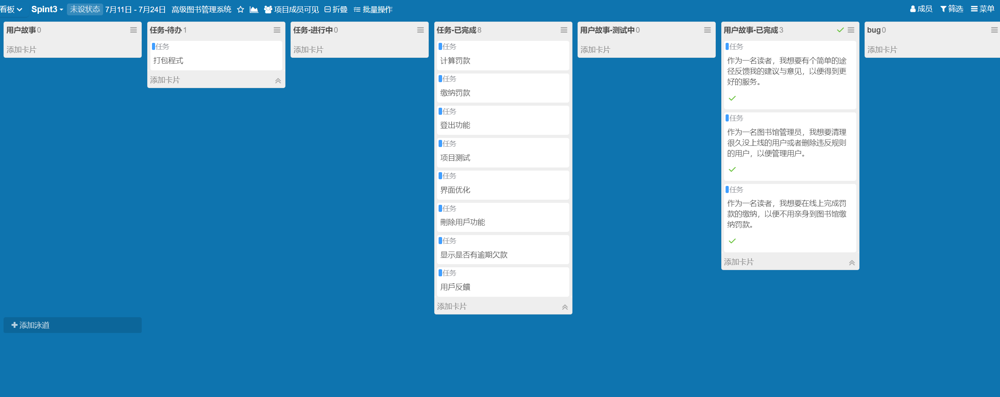 看板 Spint3 未设状态 7月11日 - 7月24日 高级图书管理系统 项目成员可见 折叠 批量操作 成员 筛选 菜单
用户故事 0
添加卡片
任务-待办 1
任务
打包程式
添加卡片
任务-进行中 0
添加卡片
任务-已完成 8
任务
计算罚款
任务
缴纳罚款
任务
登出功能
任务
项目测试
任务
界面优化
任务
刪除用戶功能
任务
显示是否有逾期欠款
任务
用戶反饋
添加卡片
用户故事-测试中 0
添加卡片
用户故事-已完成 3
任务
作为一名读者，我想要有个简单的途
径反馈我的建议与意见，以便得到更
好的服务。
任务
作为一名图书馆管理员，我想要清理
很久没上线的用户或者删除违反规则
的用户，以便管理用户。
任务
作为一名读者，我想要在线上完成罚
款的缴纳，以便不用亲身到图书馆缴
纳罚款。
添加卡片
bug 0
添加卡片
添加泳道